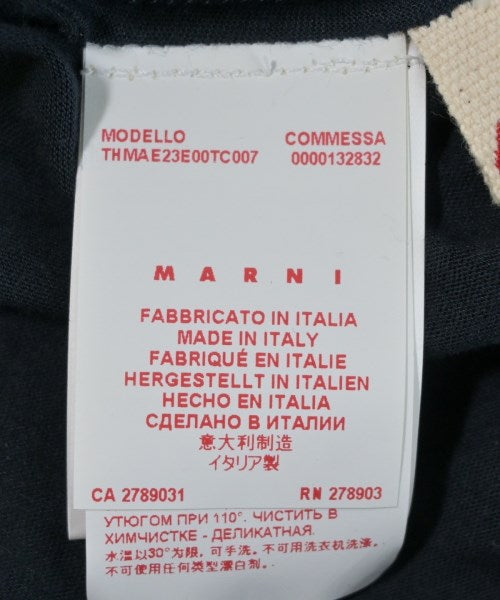 MODELLO COMMESSA
THMAE23E00TC007 0000132832
MARNI
FABBRICATO IN ITALIA
MADE IN ITALY
FABRIQUÉ EN ITALIE
HERGESTELLT IN ITALIEN
HECHO EN ITALIA
СДЕЛАНО В ИТАЛИИ
意大利制造
イタリア製
CA 2789031 RN 278903
УТЮГОМ ПРИ 110°. ЧИСТИТЬ В
ХИМЧИСТКЕ - ДЕЛИКАТНАЯ.
水温以30°为限, 可手洗。不可用洗衣机洗涤。
不可使用任何类型漂白剂。